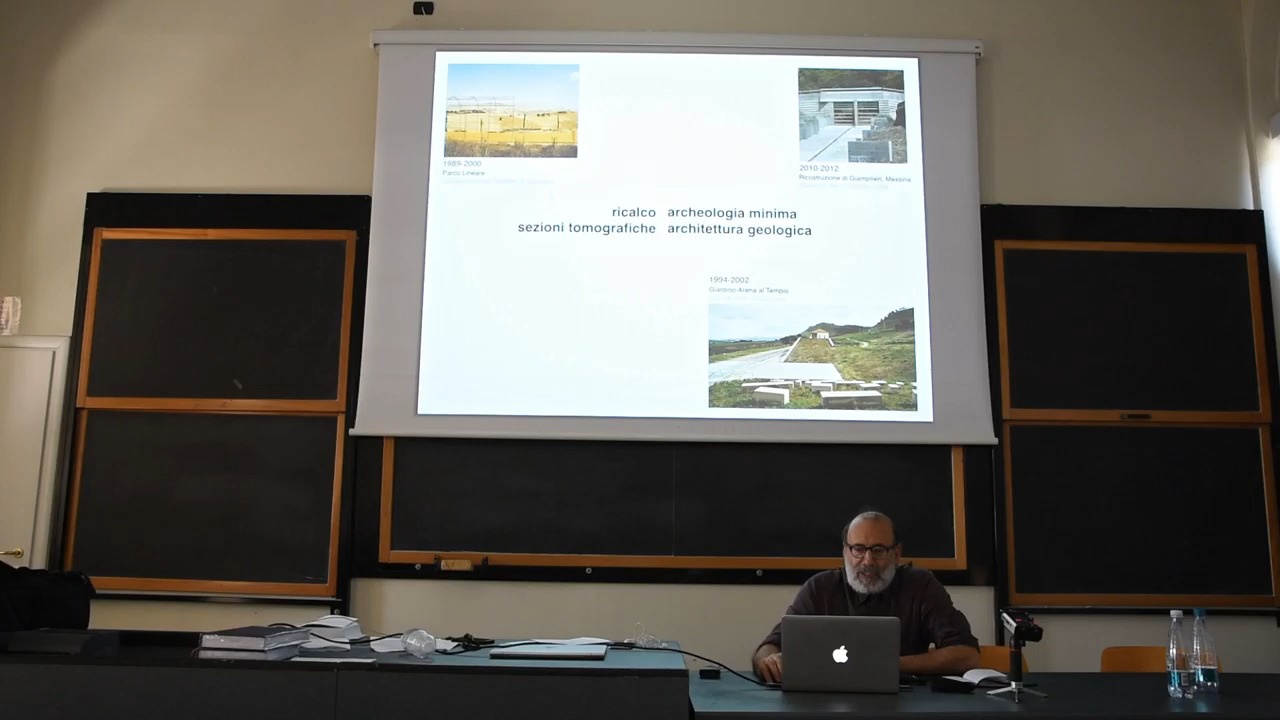 1989-2000
Parco Lineare
2010-2012
Ricostruzione di Giampilieri, Messina
ricalco archeologia minima
sezioni tomografiche architettura geologica
1994-2002
Giardino-Arena al Tempio